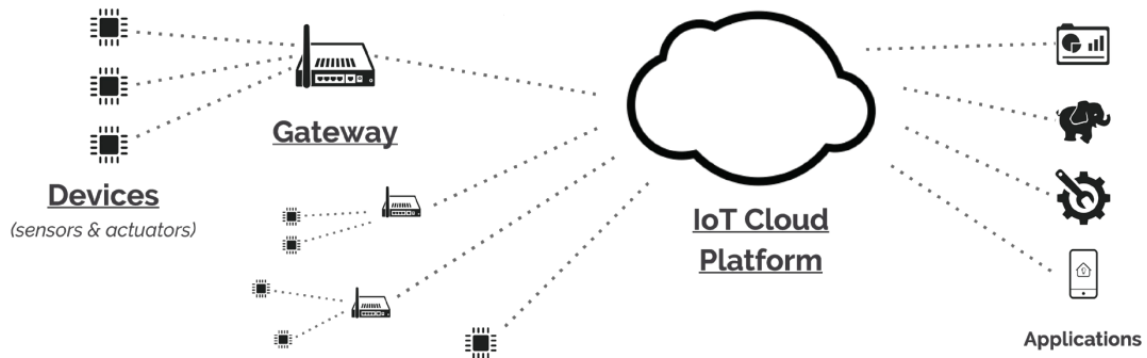 Gateway
Devices
(sensors & actuators)
IoT Cloud
Platform
Applications